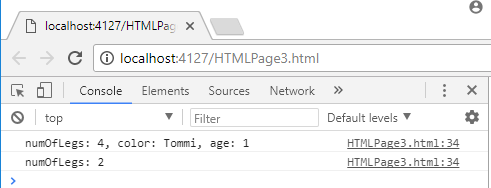 localhost:4127/HTMLPag
localhost:4127/HTMLPage3.html
Console Elements Sources Network »
top Filter Default levels
numOfLegs: 4, color: Tommi, age: 1 HTMLPage3.html:34
numOfLegs: 2 HTMLPage3.html:34